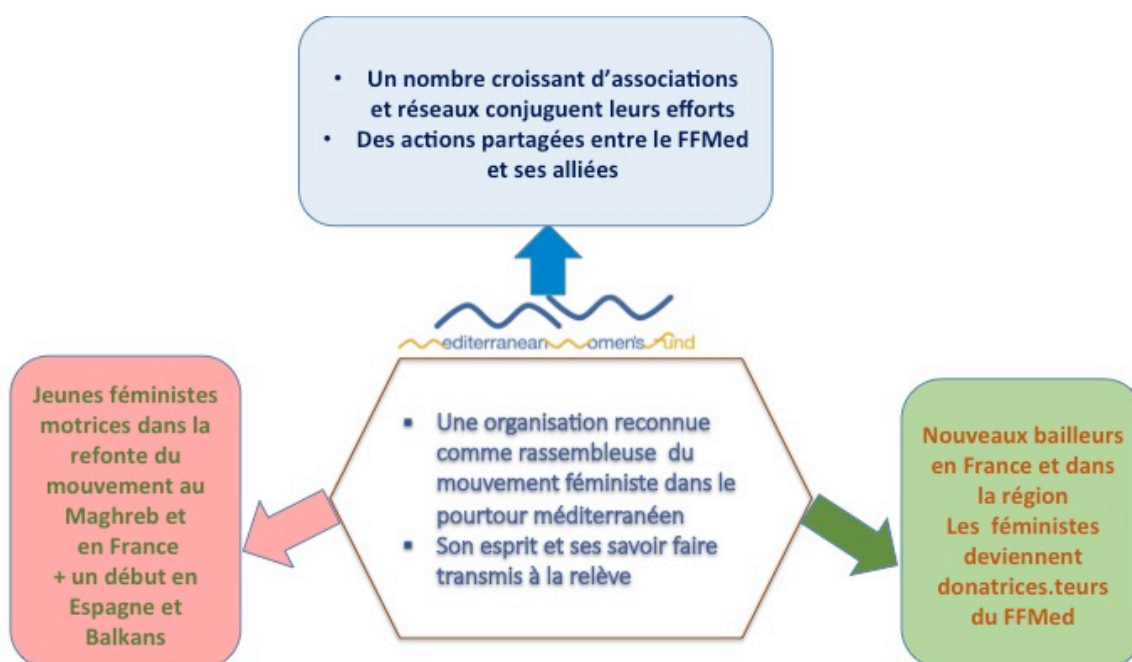 • Un nombre croissant d'associations
et réseaux conjuguent leurs efforts
• Des actions partagées entre le FFMed
et ses alliées
Mediterranean Women's Fund
Jeunes féministes
motrices dans la
refonte du
mouvement au
Maghreb et
en France
+ un début en
Espagne et
Balkans
▪ Une organisation reconnue
comme rassembleuse du
mouvement féministe dans le
pourtour méditerranéen
▪ Son esprit et ses savoir faire
transmis à la relève
Nouveaux bailleurs
en France et dans
la région
Les féministes
deviennent
donatrices.teurs
du FFMed